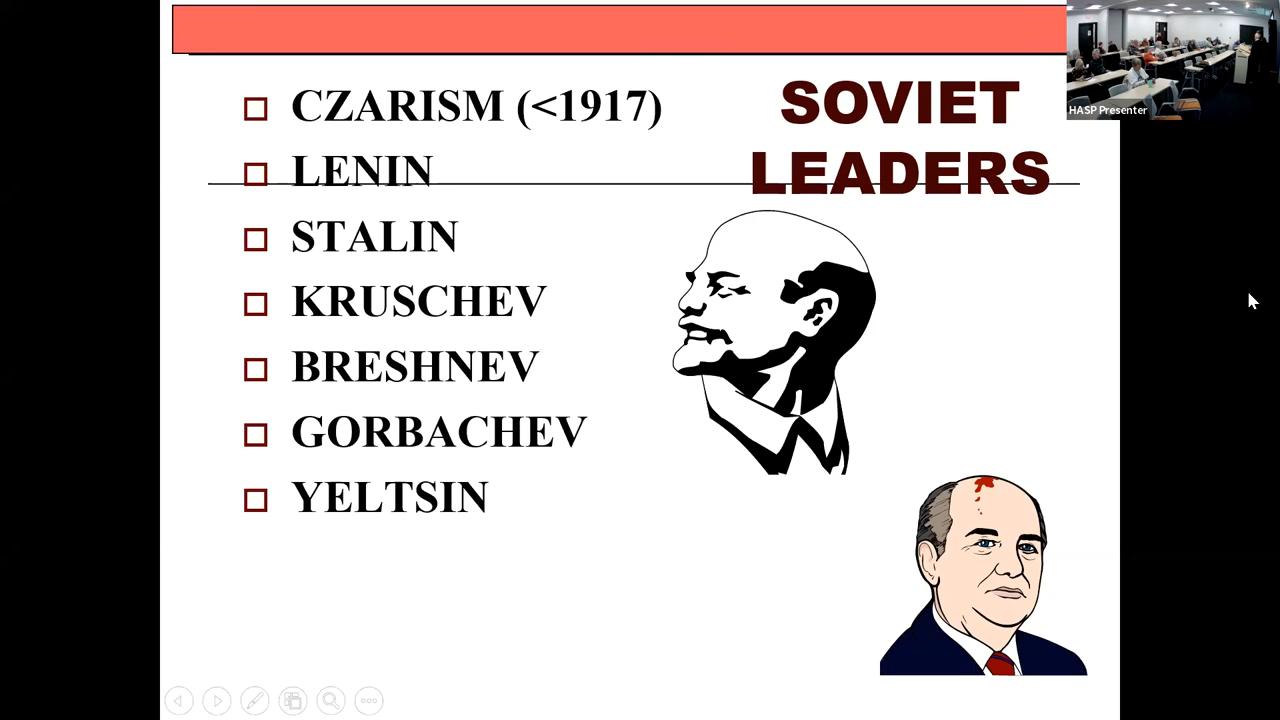 SOVIET
LEADERS
CZARISM (<1917)
LENIN
STALIN
KRUSCHEV
BRESHNEV
GORBACHEV
YELTSIN
HASP Presenter